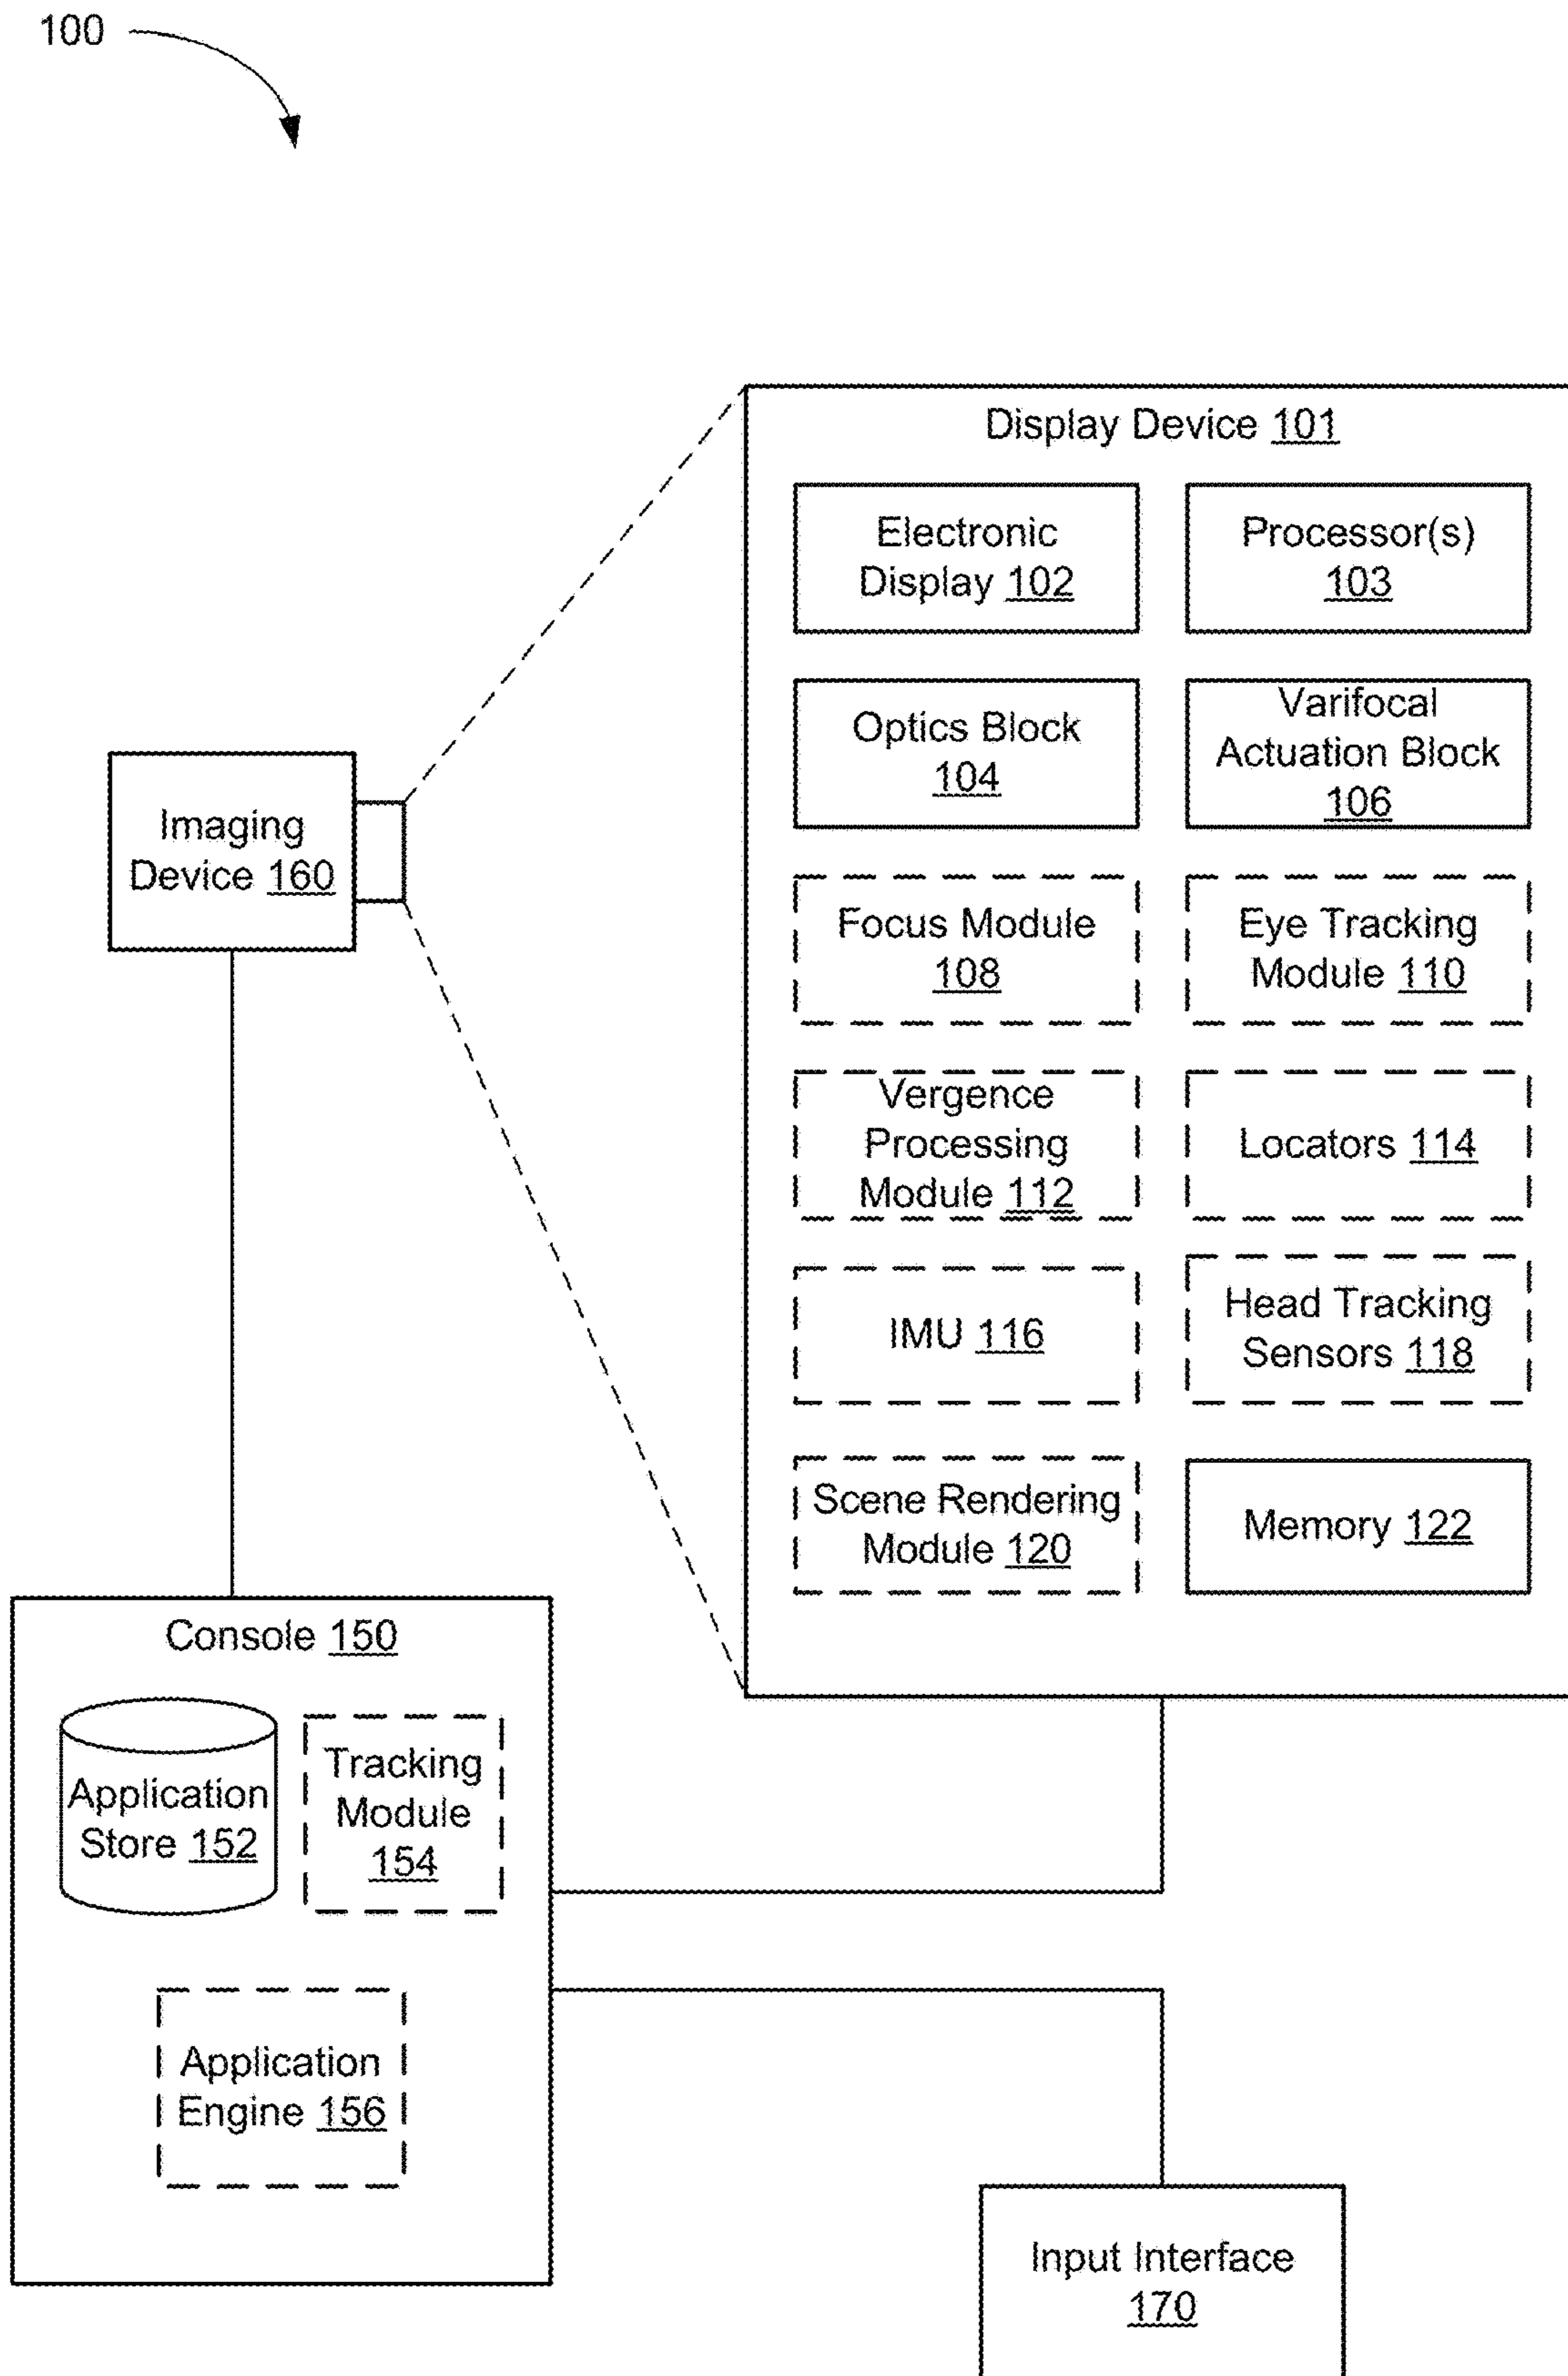 100
Display Device 101
Electronic
Display 102
Processor(s)
103
Optics Block
104
Varifocal
Actuation Block
106
Imaging
Device 160
Focus Module
108
Eye Tracking
Module 110
Vergence
Processing
Module 112
Locators 114
IMU 116
Head Tracking
Sensors 118
Scene Rendering
Module 120
Memory 122
Console 150
Application
Store 152
Tracking
Module
154
Application
Engine 156
Input Interface
170